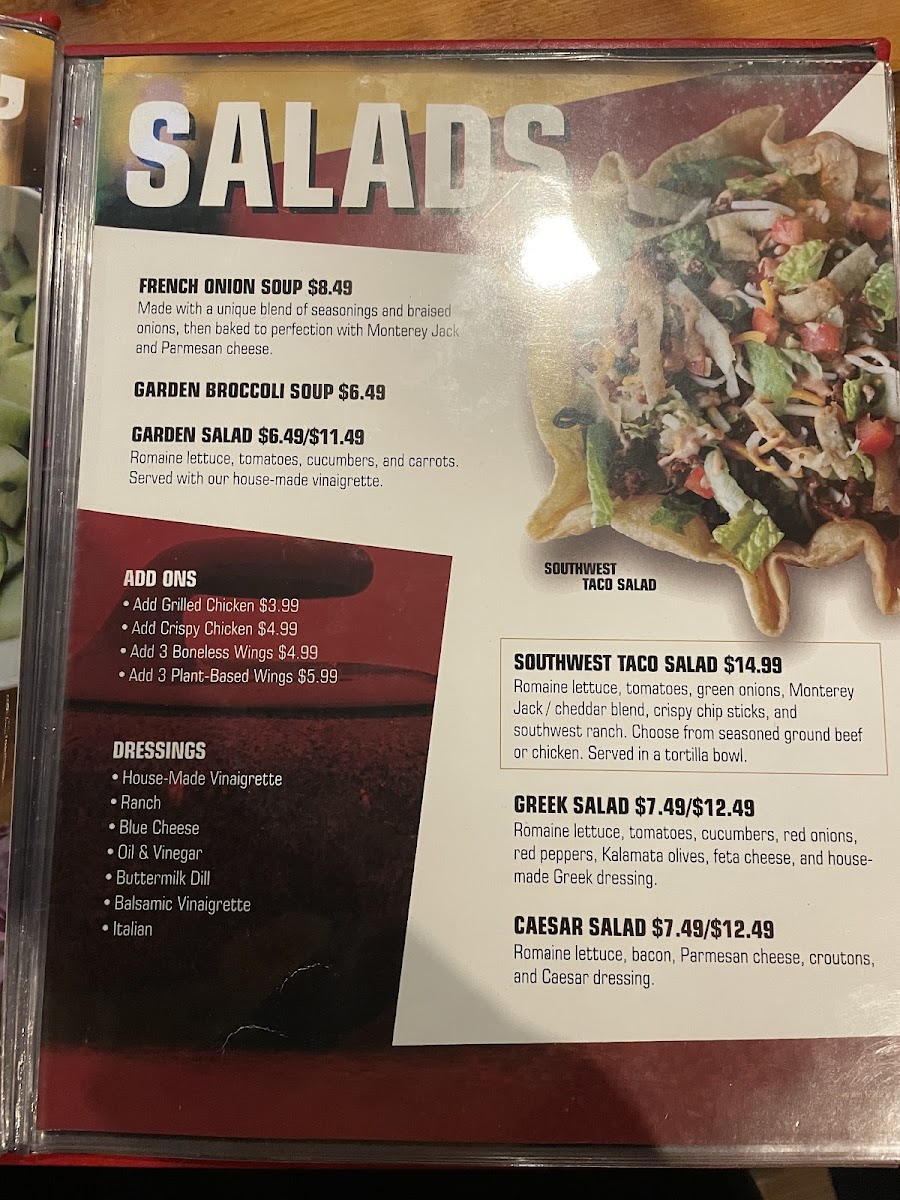 SALADS
FRENCH ONION SOUP $8.49
Made with a unique blend of seasonings and braised
onions, then baked to perfection with Monterey Jack
and Parmesan cheese.
GARDEN BROCCOLI SOUP $6.49
GARDEN SALAD $6.49/$11.49
Romaine lettuce, tomatoes, cucumbers, and carrots.
Served with our house-made vinaigrette.
ADD ONS
• Add Grilled Chicken $3.99
• Add Crispy Chicken $4.99
• Add 3 Boneless Wings $4.99
• Add 3 Plant-Based Wings $5.99
DRESSINGS
• House-Made Vinaigrette
• Ranch
• Blue Cheese
• Oil & Vinegar
• Buttermilk Dill
• Balsamic Vinaigrette
• Italian
SOUTHWEST
TACO SALAD
SOUTHWEST TACO SALAD $14.99
Romaine lettuce, tomatoes, green onions, Monterey
Jack / cheddar blend, crispy chip sticks, and
southwest ranch. Choose from seasoned ground beef
or chicken. Served in a tortilla bowl.
GREEK SALAD $7.49/$12.49
Romaine lettuce, tomatoes, cucumbers, red onions,
red peppers, Kalamata olives, feta cheese, and house-
made Greek dressing.
CAESAR SALAD $7.49/$12.49
Romaine lettuce, bacon, Parmesan cheese, croutons,
and Caesar dressing.